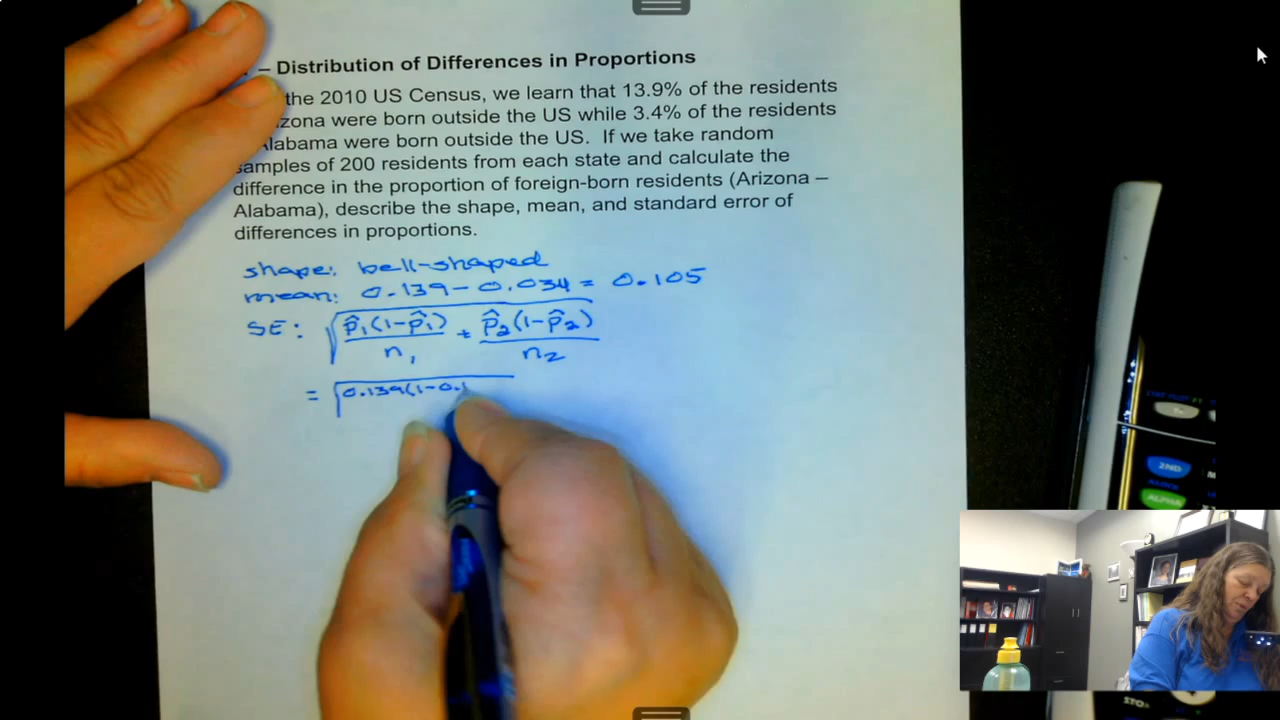 – Distribution of Differences in Proportions
the 2010 US Census, we learn that 13.9% of the residents
zona were born outside the US while 3.4% of the residents
labama were born outside the US. If we take random
samples of 200 residents from each state and calculate the
difference in the proportion of foreign-born residents (Arizona –
Alabama), describe the shape, mean, and standard error of
differences in proportions.
shape: bell-shaped
mean: 0.139 - 0.034 = 0.105
SE: √(p̂₁(1-p̂₁)/n₁ + p̂₂(1-p̂₂)/n₂)
= √0.139(1-0.1
2ND
ALPHA
STO